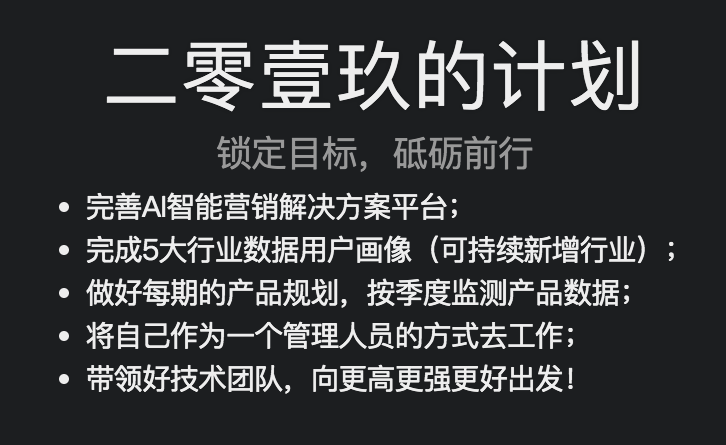 二零壹玖的计划
锁定目标，砥砺前行
• 完善AI智能营销解决方案平台；
• 完成5大行业数据用户画像（可持续新增行业）；
• 做好每期的产品规划，按季度监测产品数据；
• 将自己作为一个管理人员的方式去工作；
• 带领好技术团队，向更高更强更好出发！